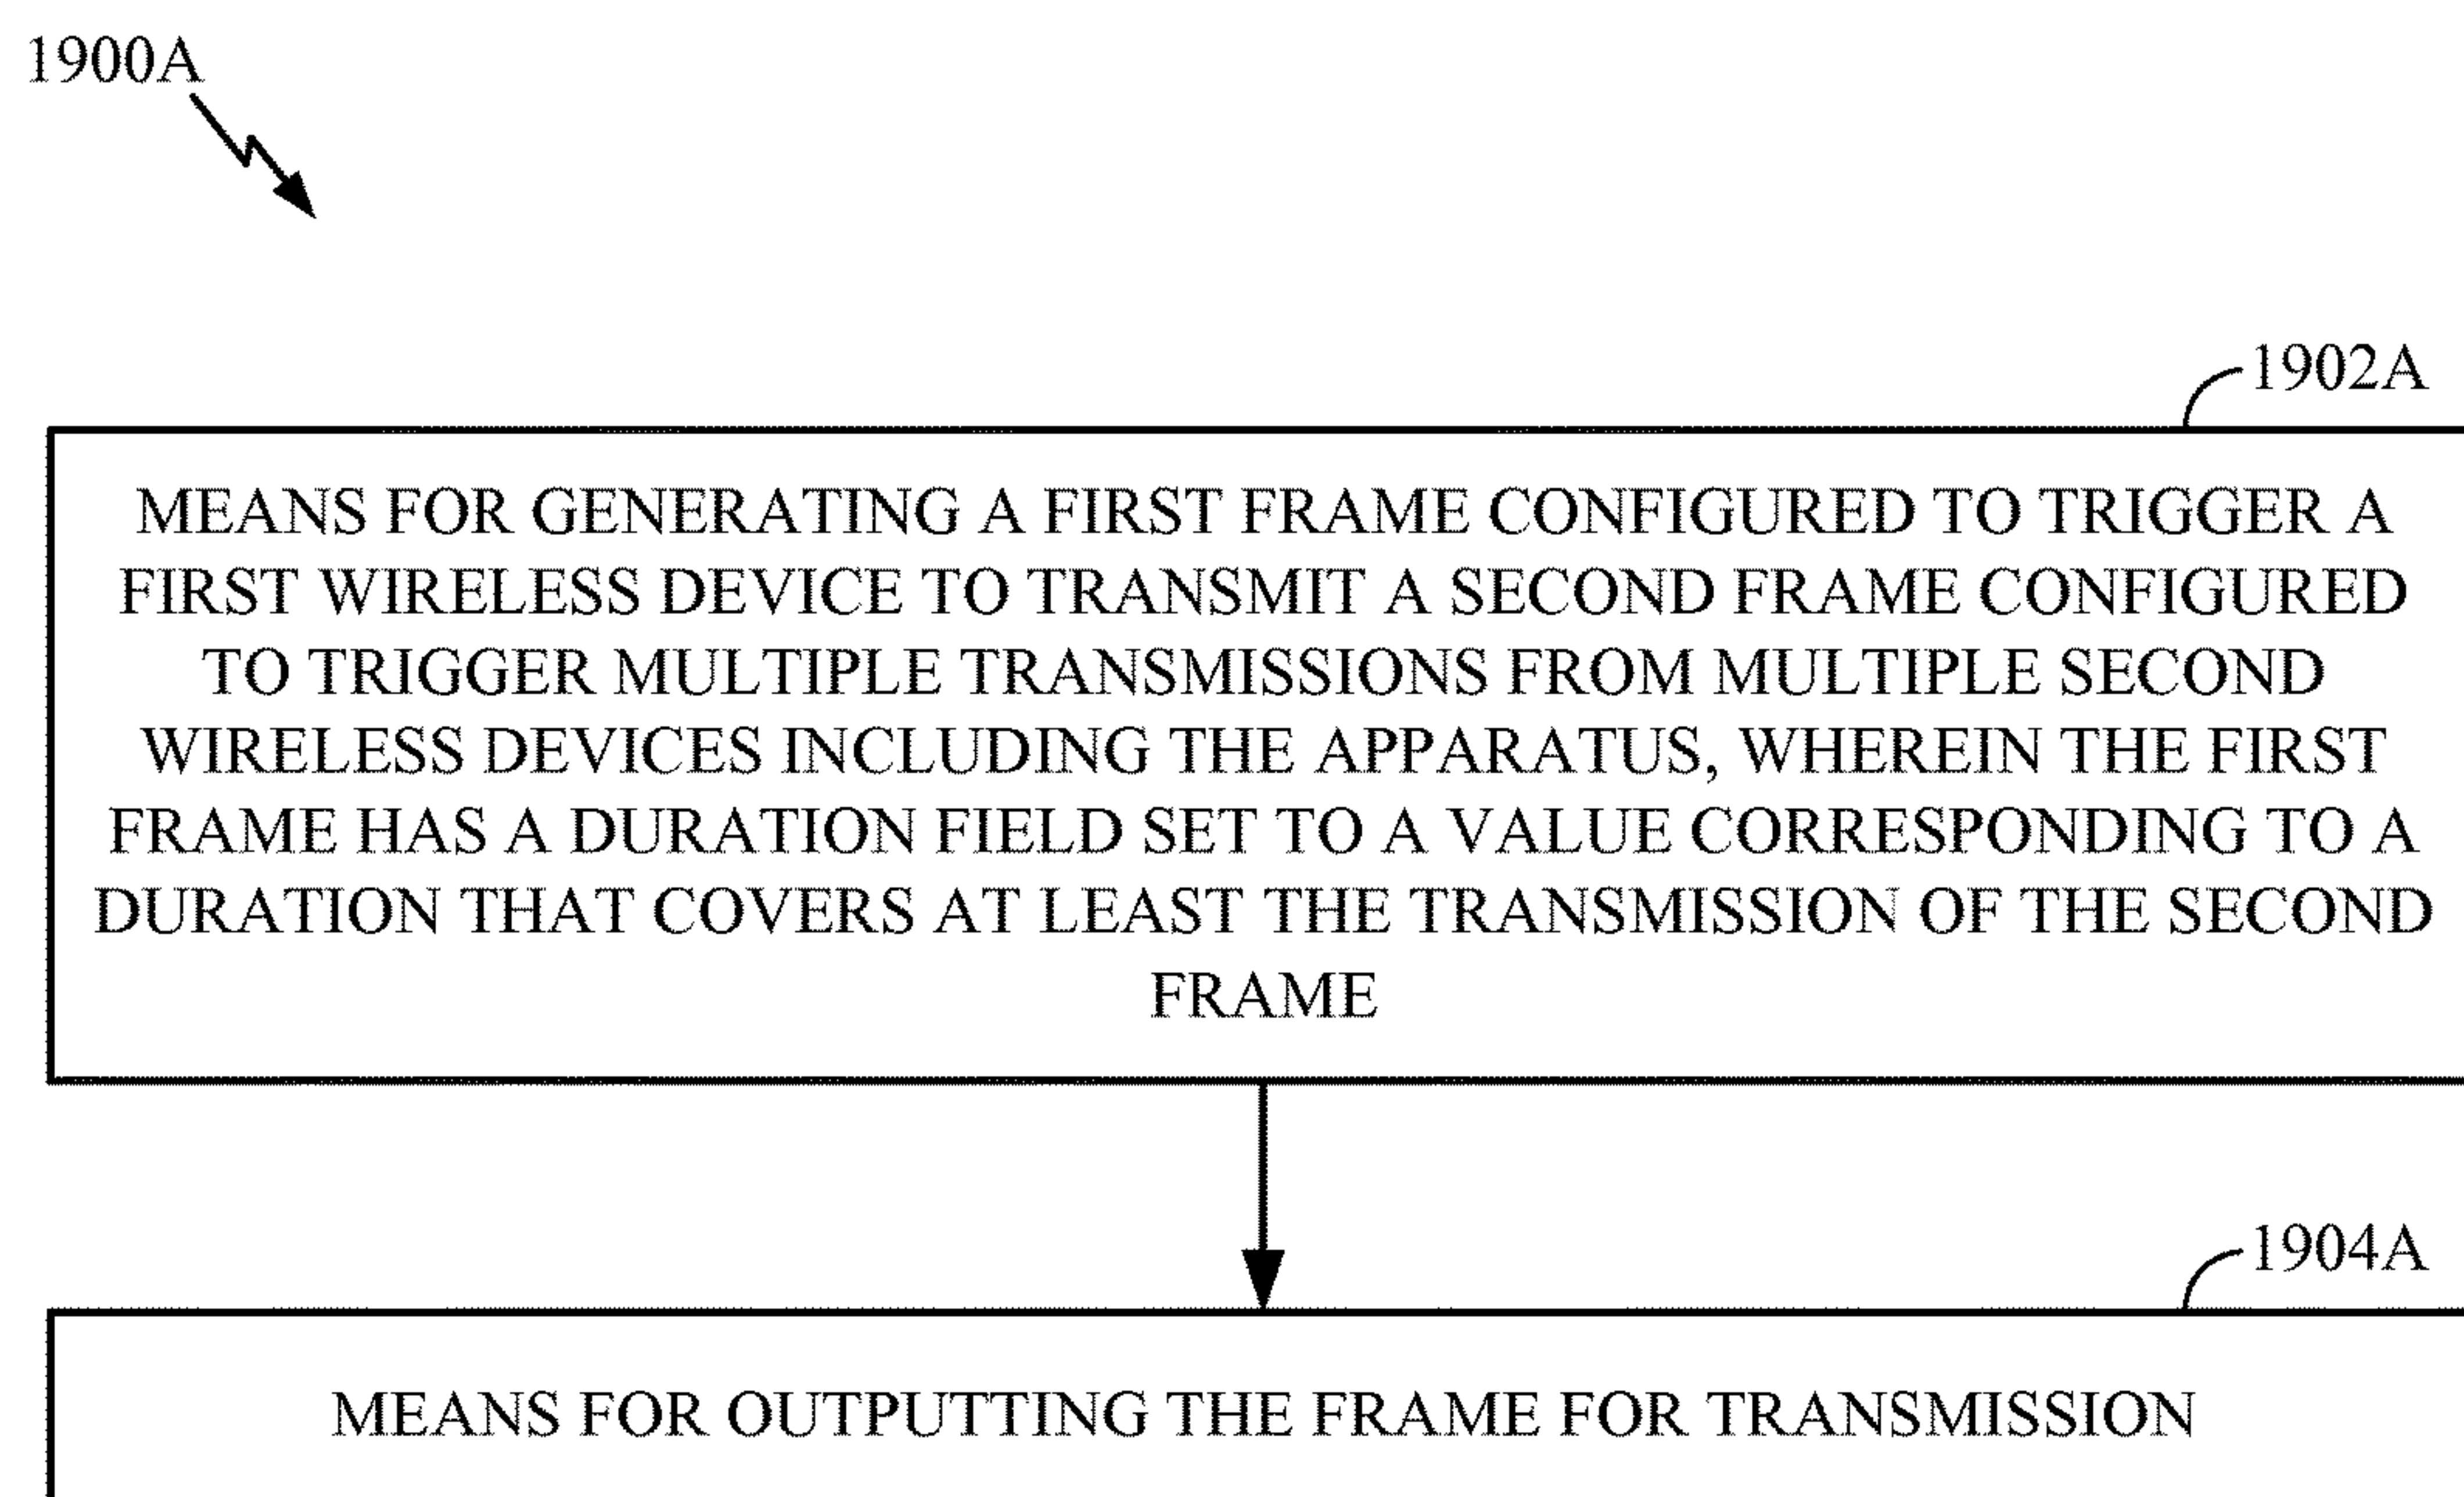 1900A
1902A
MEANS FOR GENERATING A FIRST FRAME CONFIGURED TO TRIGGER A
FIRST WIRELESS DEVICE TO TRANSMIT A SECOND FRAME CONFIGURED
TO TRIGGER MULTIPLE TRANSMISSIONS FROM MULTIPLE SECOND
WIRELESS DEVICES INCLUDING THE APPARATUS, WHEREIN THE FIRST
FRAME HAS A DURATION FIELD SET TO A VALUE CORRESPONDING TO A
DURATION THAT COVERS AT LEAST THE TRANSMISSION OF THE SECOND
FRAME
1904A
MEANS FOR OUTPUTTING THE FRAME FOR TRANSMISSION